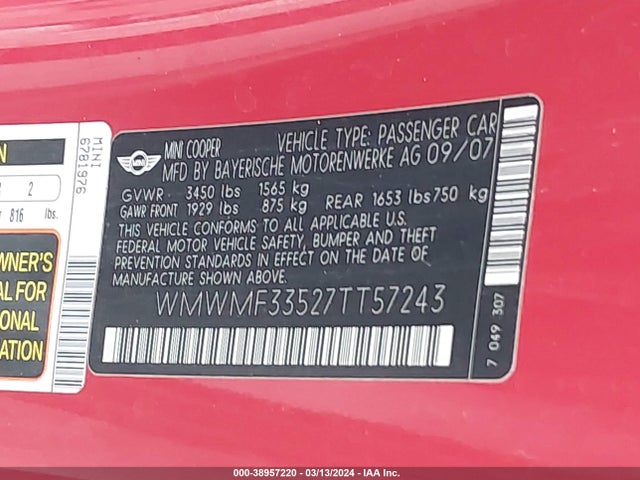 MINI
6781976
2
816 lbs.
WNER'S
AL FOR
ONAL
ATION
MINI
MINI COOPER VEHICLE TYPE: PASSENGER CAR
MFD BY BAYERISCHE MOTORENWERKE AG 09/07
GVWR 3450 lbs 1565 kg
GAWR FRONT 1929 lbs 875 kg REAR 1653 lbs 750 kg
THIS VEHICLE CONFORMS TO ALL APPLICABLE U.S.
FEDERAL MOTOR VEHICLE SAFETY, BUMPER AND THEFT
PREVENTION STANDARDS IN EFFECT ON THE DATE OF
MANUFACTURE SHOWN ABOVE.
WMWMF33527TT57243
7 049 307
000-38957220 - 03/13/2024 - IAA Inc.